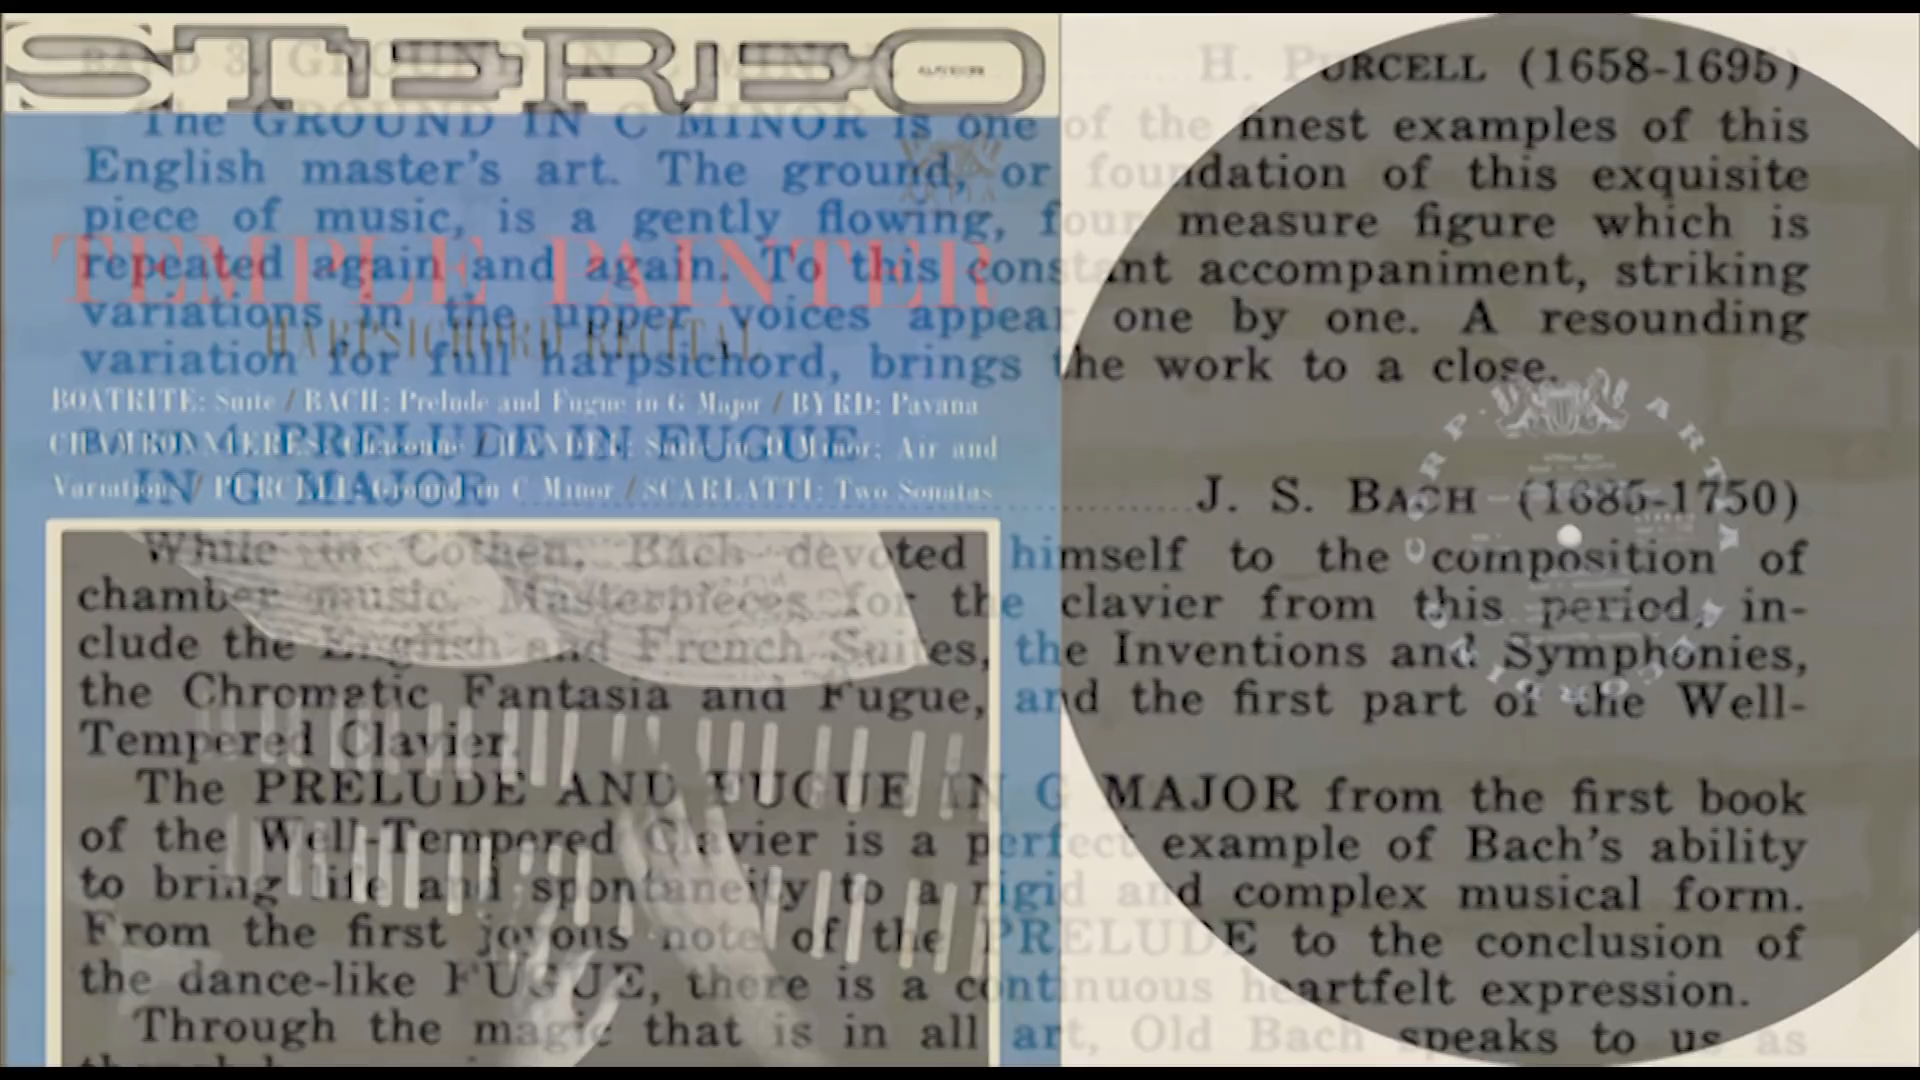 STEREO
BAND 3. GROUND IN C MINOR H. PURCELL (1658-1695)
The GROUND IN C MINOR is one of the finest examples of this
English master's art. The ground, or foundation of this exquisite
piece of music, is a gently flowing, four measure figure which is
repeated again and again. To this constant accompaniment, striking
variations in the upper voices appear one by one. A resounding
variation for full harpsichord, brings the work to a close.
TEMPLE PAINTER
HARPSICHORD RECITAL
BOATRITE: Suite / BACH: Prelude and Fugue in G Major / BYRD: Pavana
CHAMBONNIERES: Chaconne / HANDEL: Suite in D Minor: Air and
Variations / PURCELL: Ground in C Minor / SCARLATTI: Two Sonatas
BAND 4. PRELUDE IN FUGUE
IN G MAJOR J. S. BACH (1685-1750)
While in Cothen, Bach devoted himself to the composition of
chamber music. Masterpieces for the clavier from this period, in-
clude the English and French Suites, the Inventions and Symphonies,
the Chromatic Fantasia and Fugue, and the first part of the Well-
Tempered Clavier.
The PRELUDE AND FUGUE IN G MAJOR from the first book
of the Well-Tempered Clavier is a perfect example of Bach's ability
to bring life and spontaneity to a rigid and complex musical form.
From the first joyous note of the PRELUDE to the conclusion of
the dance-like FUGUE, there is a continuous heartfelt expression.
Through the magic that is in all art, Old Bach speaks to us as
ARTIA RECORDING CORP.